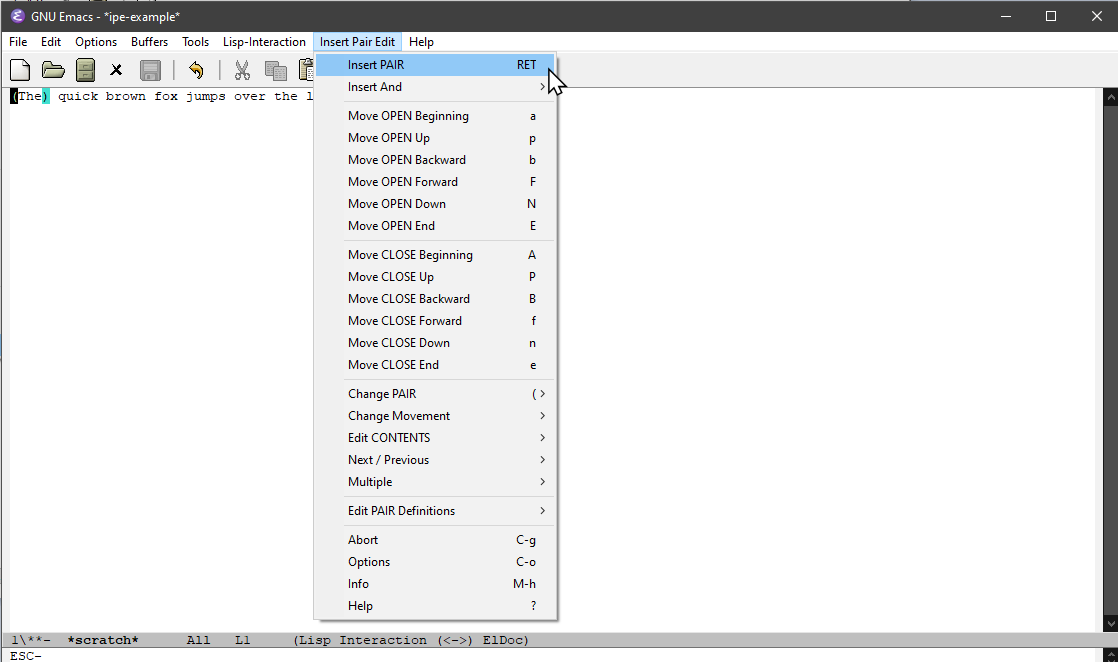 GNU Emacs - *ipe-example*
File Edit Options Buffers Tools Lisp-Interaction Insert Pair Edit Help
(The) quick brown fox jumps over the l
Insert PAIR RET
Insert And >
Move OPEN Beginning a
Move OPEN Up p
Move OPEN Backward b
Move OPEN Forward F
Move OPEN Down N
Move OPEN End E
Move CLOSE Beginning A
Move CLOSE Up P
Move CLOSE Backward B
Move CLOSE Forward f
Move CLOSE Down n
Move CLOSE End e
Change PAIR ( >
Change Movement >
Edit CONTENTS >
Next / Previous >
Multiple >
Edit PAIR Definitions >
Abort C-g
Options C-o
Info M-h
Help ?
1\**- *scratch* All L1 (Lisp Interaction (<->) ElDoc)
ESC-